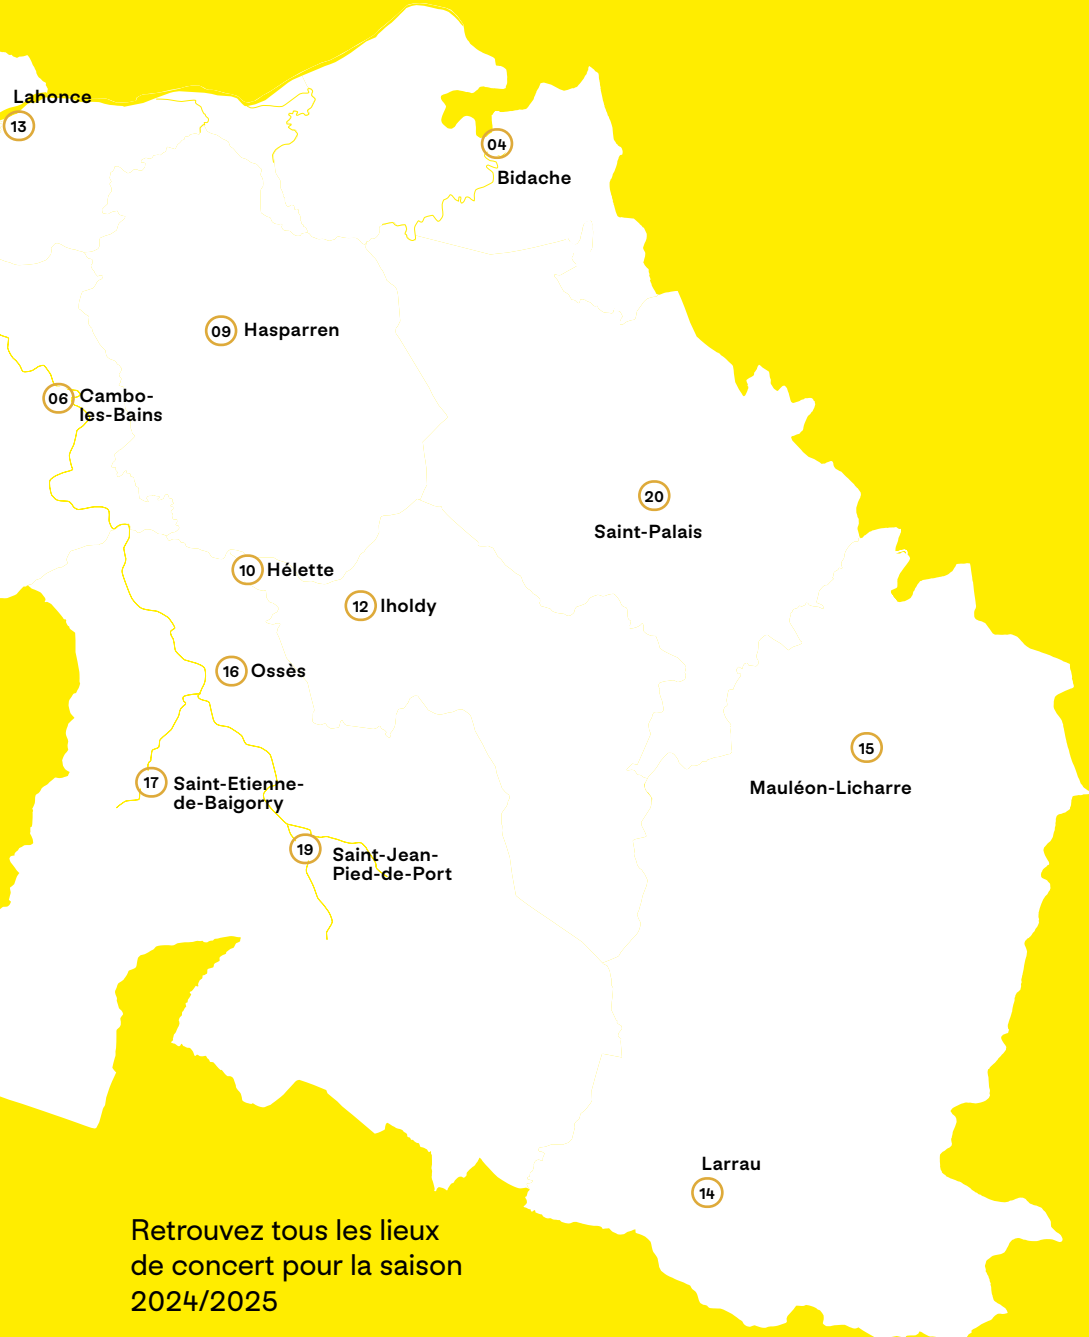 Lahonce
13
04
Bidache
09 Hasparren
06 Cambo-
les-Bains
20
Saint-Palais
10 Hélette
12 Iholdy
16 Ossès
15
Mauléon-Licharre
17 Saint-Etienne-
de-Baigorry
19 Saint-Jean-
Pied-de-Port
Larrau
14
Retrouvez tous les lieux
de concert pour la saison
2024/2025